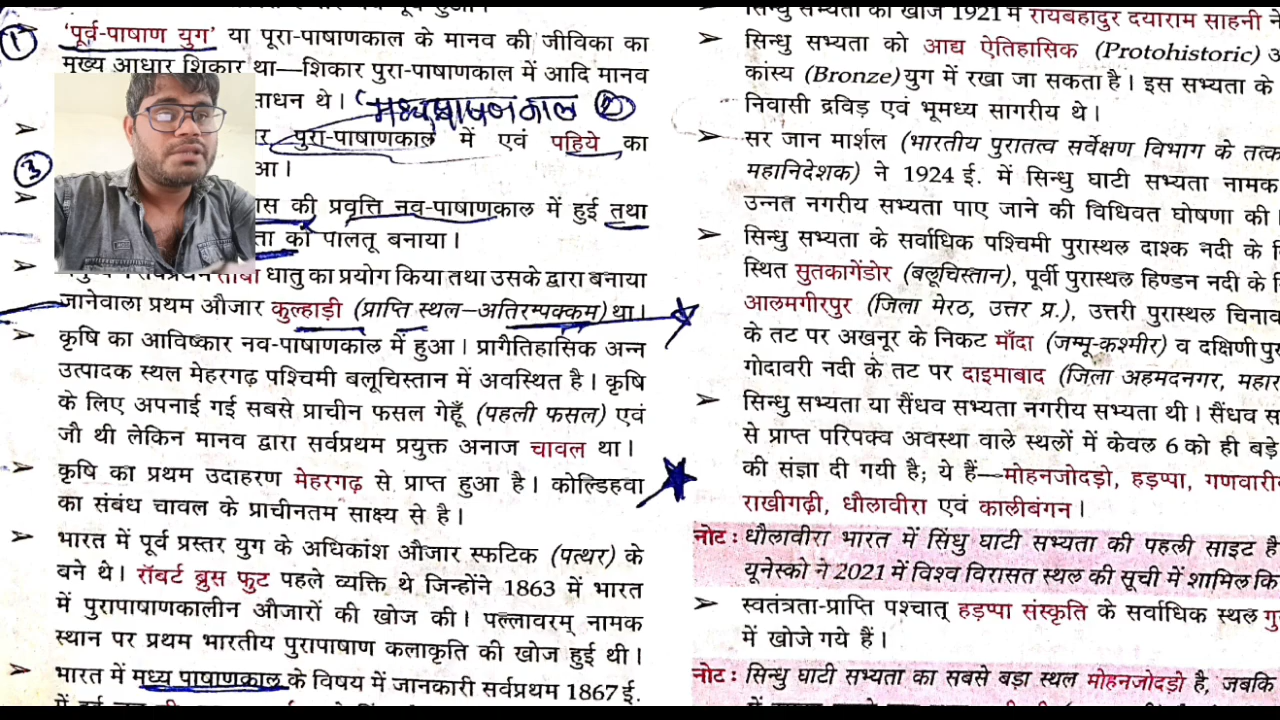 'पूर्व-पाषाण युग' या पूरा-पाषाणकाल के मानव की जीविका का
मुख्य आधार शिकार था—शिकार पुरा-पाषाणकाल में आदि मानव
साधन थे।
मध्यपाषाणकाल 2
पुरा-पाषाणकाल में एवं पहिये का
आ।
की प्रवृत्ति नव-पाषाणकाल में हुई तथा
को पालतू बनाया।
धातु का प्रयोग किया तथा उसके द्वारा बनाया
जानेवाला प्रथम औजार कुल्हाड़ी (प्राप्ति स्थल—अतिरम्पक्कम) था।
कृषि का आविष्कार नव-पाषाणकाल में हुआ। प्रागैतिहासिक अन्न
उत्पादक स्थल मेहरगढ़ पश्चिमी बलूचिस्तान में अवस्थित है। कृषि
के लिए अपनाई गई सबसे प्राचीन फसल गेहूँ (पहली फसल) एवं
जौ थी लेकिन मानव द्वारा सर्वप्रथम प्रयुक्त अनाज चावल था।
कृषि का प्रथम उदाहरण मेहरगढ़ से प्राप्त हुआ है। कोल्डिहवा
का संबंध चावल के प्राचीनतम साक्ष्य से है।
भारत में पूर्व प्रस्तर युग के अधिकांश औजार स्फटिक (पत्थर) के
बने थे। रॉबर्ट ब्रुस फुट पहले व्यक्ति थे जिन्होंने 1863 में भारत
में पुरापाषाणकालीन औजारों की खोज की। पल्लावरम् नामक
स्थान पर प्रथम भारतीय पुरापाषाण कलाकृति की खोज हुई थी।
भारत में मध्य पाषाणकाल के विषय में जानकारी सर्वप्रथम 1867 ई.
1
3
सिन्धु सभ्यता की खोज 1921 में रायबहादुर दयाराम साहनी ने
सिन्धु सभ्यता को आद्य ऐतिहासिक (Protohistoric)
कांस्य (Bronze) युग में रखा जा सकता है। इस सभ्यता के
निवासी द्रविड़ एवं भूमध्य सागरीय थे।
सर जान मार्शल (भारतीय पुरातत्व सर्वेक्षण विभाग के तत्क
महानिदेशक) ने 1924 ई. में सिन्धु घाटी सभ्यता नामक
उन्नत नगरीय सभ्यता पाए जाने की विधिवत घोषणा की
सिन्धु सभ्यता के सर्वाधिक पश्चिमी पुरास्थल दाश्क नदी के
स्थित सुतकागेंडोर (बलूचिस्तान), पूर्वी पुरास्थल हिण्डन नदी के
आलमगीरपुर (जिला मेरठ, उत्तर प्र.), उत्तरी पुरास्थल चिनाव
के तट पर अखनूर के निकट माँदा (जम्मू-कश्मीर) व दक्षिणी पु
गोदावरी नदी के तट पर दाइमाबाद (जिला अहमदनगर, महार
सिन्धु सभ्यता या सैंधव सभ्यता नगरीय सभ्यता थी। सैंधव स
से प्राप्त परिपक्व अवस्था वाले स्थलों में केवल 6 को ही बड़े
की संज्ञा दी गयी है; ये हैं—मोहनजोदड़ो, हड़प्पा, गणवारी
राखीगढ़ी, धौलावीरा एवं कालीबंगन।
नोट: धौलावीरा भारत में सिंधु घाटी सभ्यता की पहली साइट है
यूनेस्को ने 2021 में विश्व विरासत स्थल की सूची में शामिल कि
स्वतंत्रता-प्राप्ति पश्चात् हड़प्पा संस्कृति के सर्वाधिक स्थल गु
में खोजे गये हैं।
नोट: सिन्धु घाटी सभ्यता का सबसे बड़ा स्थल मोहनजोदड़ो है, जबकि